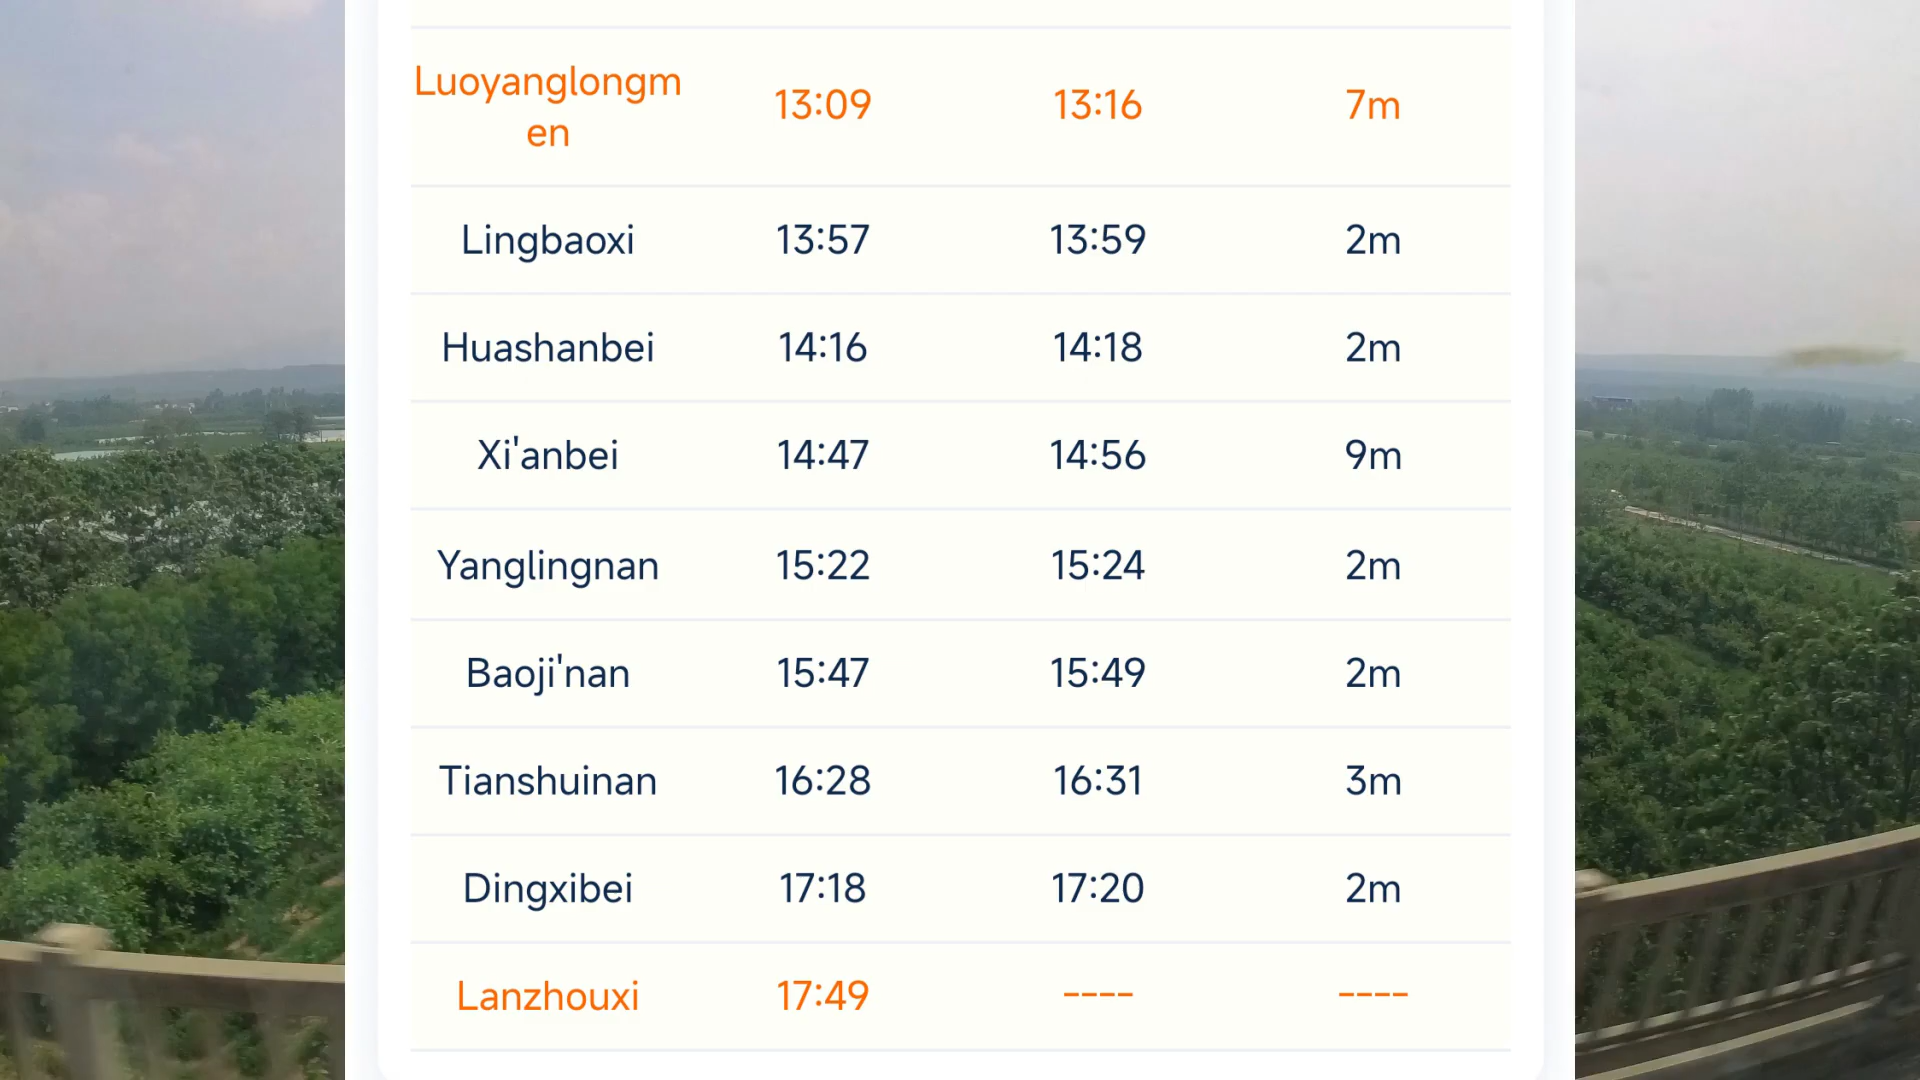 Luoyanglongm
en 13:09 13:16 7m
Lingbaoxi 13:57 13:59 2m
Huashanbei 14:16 14:18 2m
Xi'anbei 14:47 14:56 9m
Yanglingnan 15:22 15:24 2m
Baoji'nan 15:47 15:49 2m
Tianshuinan 16:28 16:31 3m
Dingxibei 17:18 17:20 2m
Lanzhouxi 17:49 ---- ----